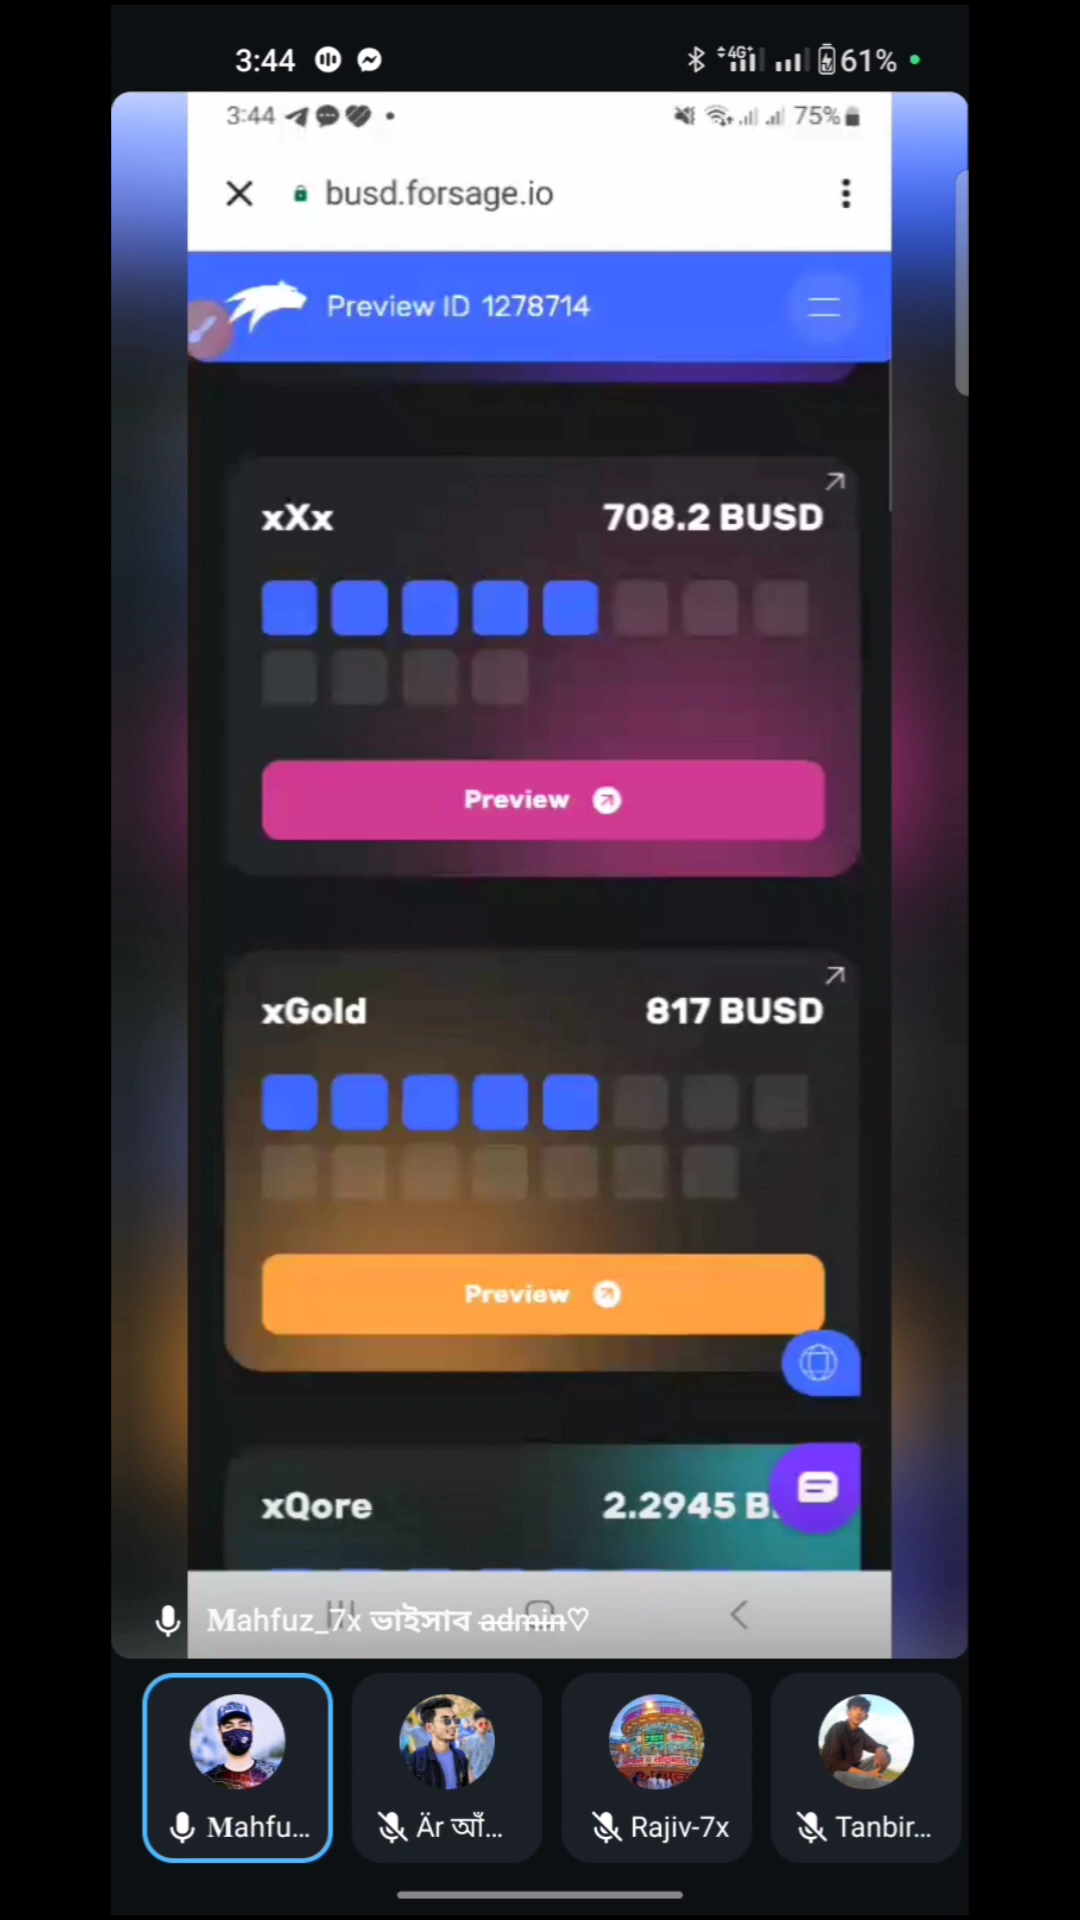 3:44
61%
3:44
75%
busd.forsage.io
Preview ID 1278714
xXx
708.2 BUSD
Preview
xGold
817 BUSD
Preview
xQore
2.2945 B...
Mahfuz_7x ভাইসাব admin♡
Mahfu...
Är আঁ...
Rajiv-7x
Tanbir...